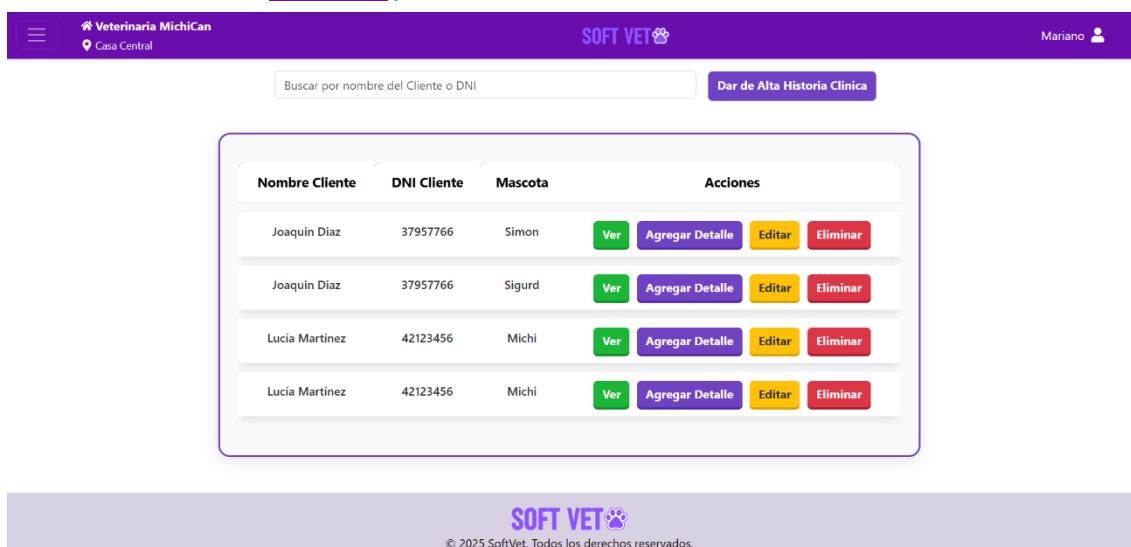 Veterinaria MichiCan
Casa Central
SOFT VET
Mariano
Buscar por nombre del Cliente o DNI
Dar de Alta Historia Clinica
Nombre Cliente DNI Cliente Mascota Acciones
Joaquin Diaz 37957766 Simon Ver Agregar Detalle Editar Eliminar
Joaquin Diaz 37957766 Sigurd Ver Agregar Detalle Editar Eliminar
Lucía Martínez 42123456 Michi Ver Agregar Detalle Editar Eliminar
Lucía Martínez 42123456 Michi Ver Agregar Detalle Editar Eliminar
SOFT VET
© 2025 SoftVet. Todos los derechos reservados.